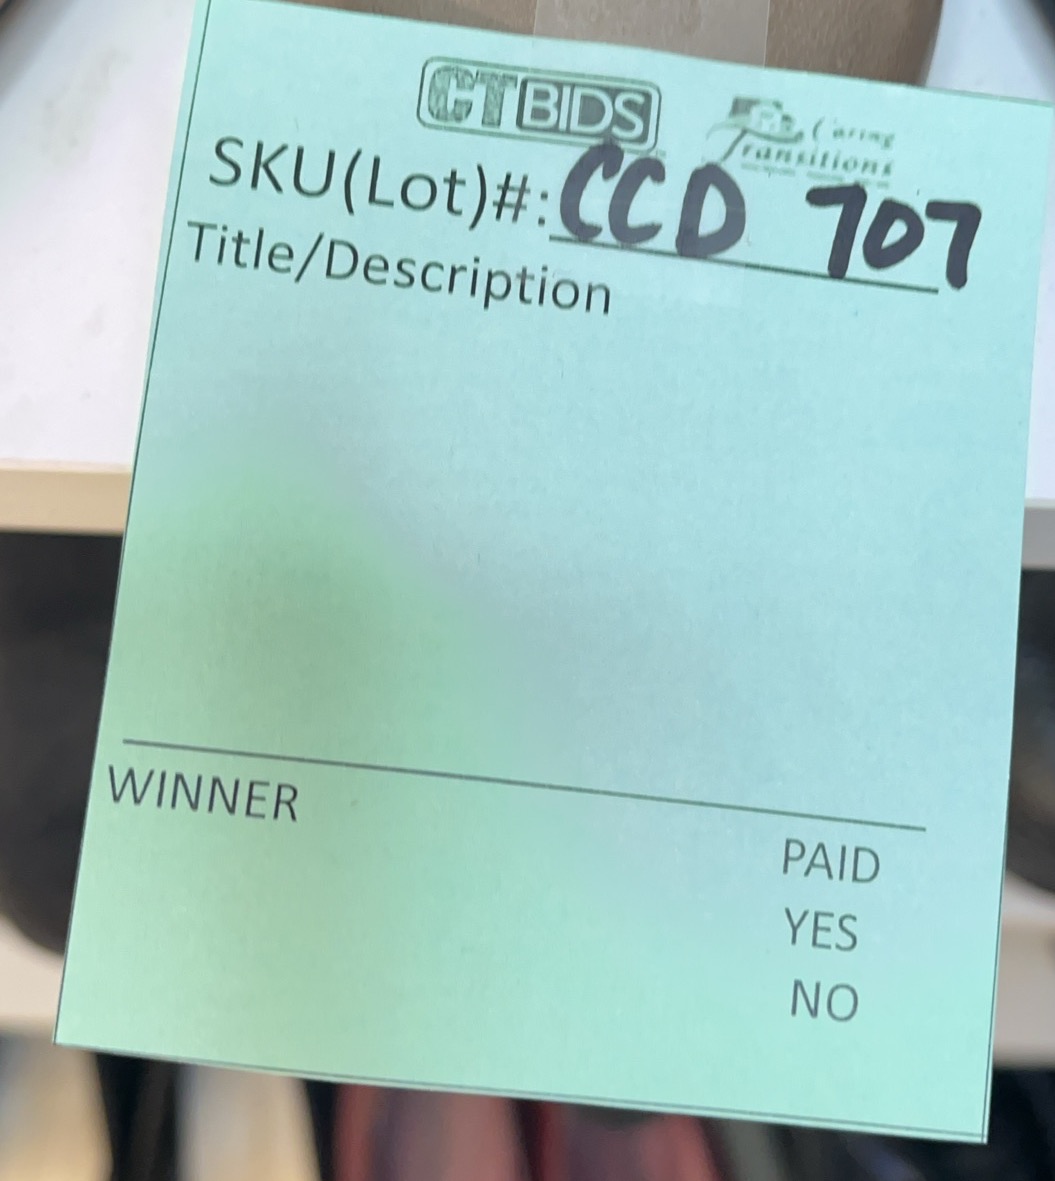 CTBIDS
Caring
Transitions
SKU(Lot)#: CCD 707
Title/Description
WINNER
PAID
YES
NO